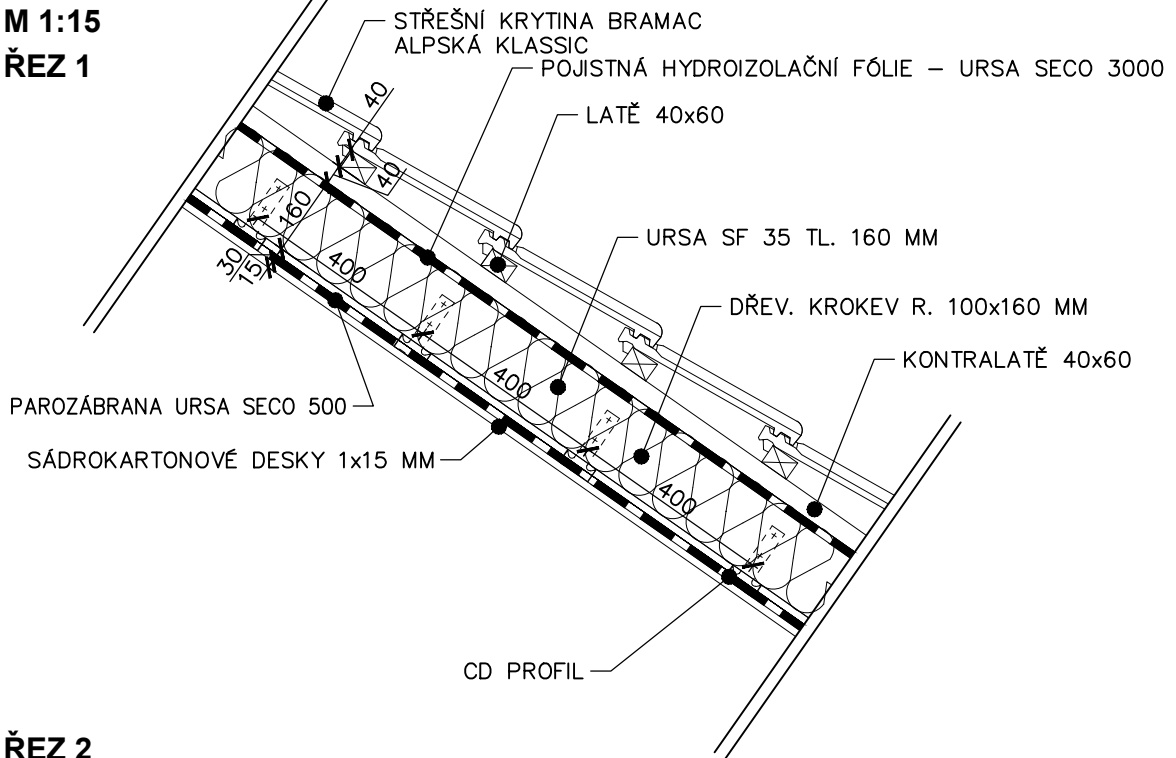 M 1:15
ŘEZ 1
STŘEŠNÍ KRYTINA BRAMAC
ALPSKÁ KLASSIC
POJISTNÁ HYDROIZOLAČNÍ FÓLIE – URSA SECO 3000
LATĚ 40x60
40
40
160
30
15
400
URSA SF 35 TL. 160 MM
DŘEV. KROKEV R. 100x160 MM
400
KONTRALATĚ 40x60
PAROZÁBRANA URSA SECO 500
SÁDROKARTONOVÉ DESKY 1x15 MM
400
CD PROFIL
ŘEZ 2